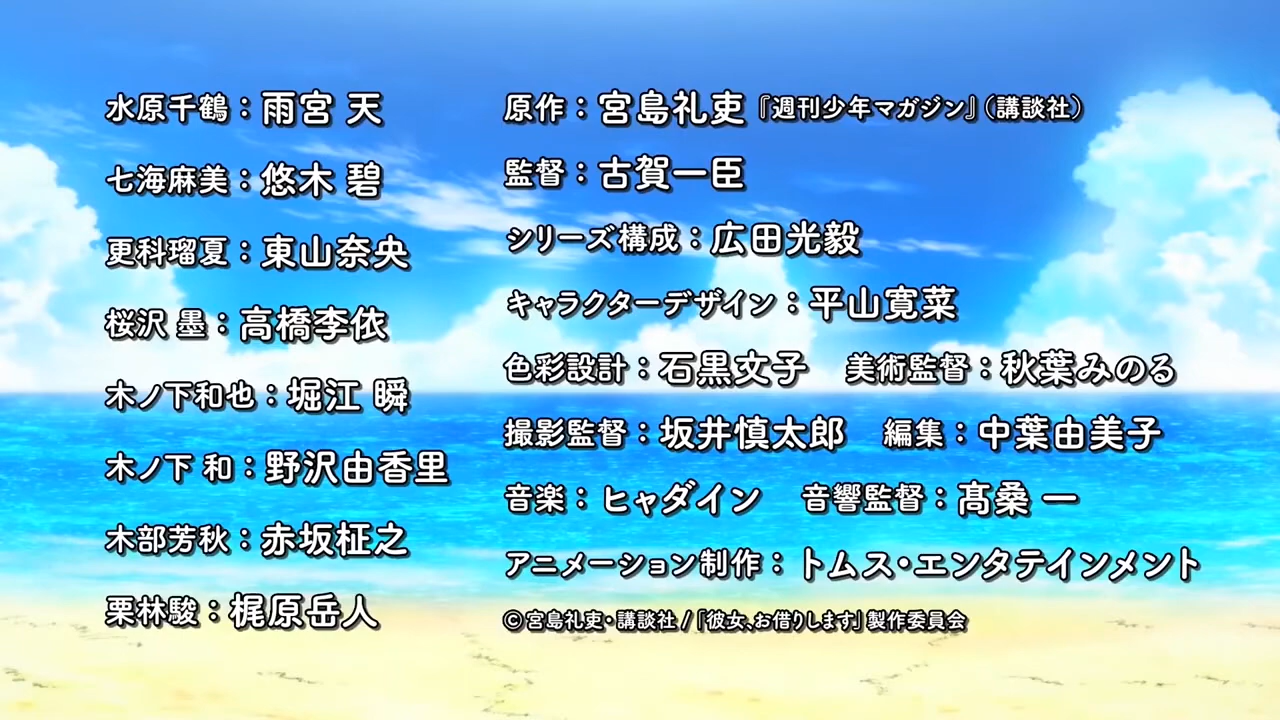 水原千鶴：雨宮 天
七海麻美：悠木 碧
更科瑠夏：東山奈央
桜沢 墨：高橋李依
木ノ下和也：堀江 瞬
木ノ下 和：野沢由香里
木部芳秋：赤坂柾之
栗林駿：梶原岳人
原作：宮島礼吏『週刊少年マガジン』（講談社）
監督：古賀一臣
シリーズ構成：広田光毅
キャラクターデザイン：平山寛菜
色彩設計：石黒文子　美術監督：秋葉みのる
撮影監督：坂井慎太郎　編集：中葉由美子
音楽：ヒャダイン　音響監督：髙桑 一
アニメーション制作：トムス・エンタテインメント
© 宮島礼吏・講談社 / 「彼女、お借りします」製作委員会